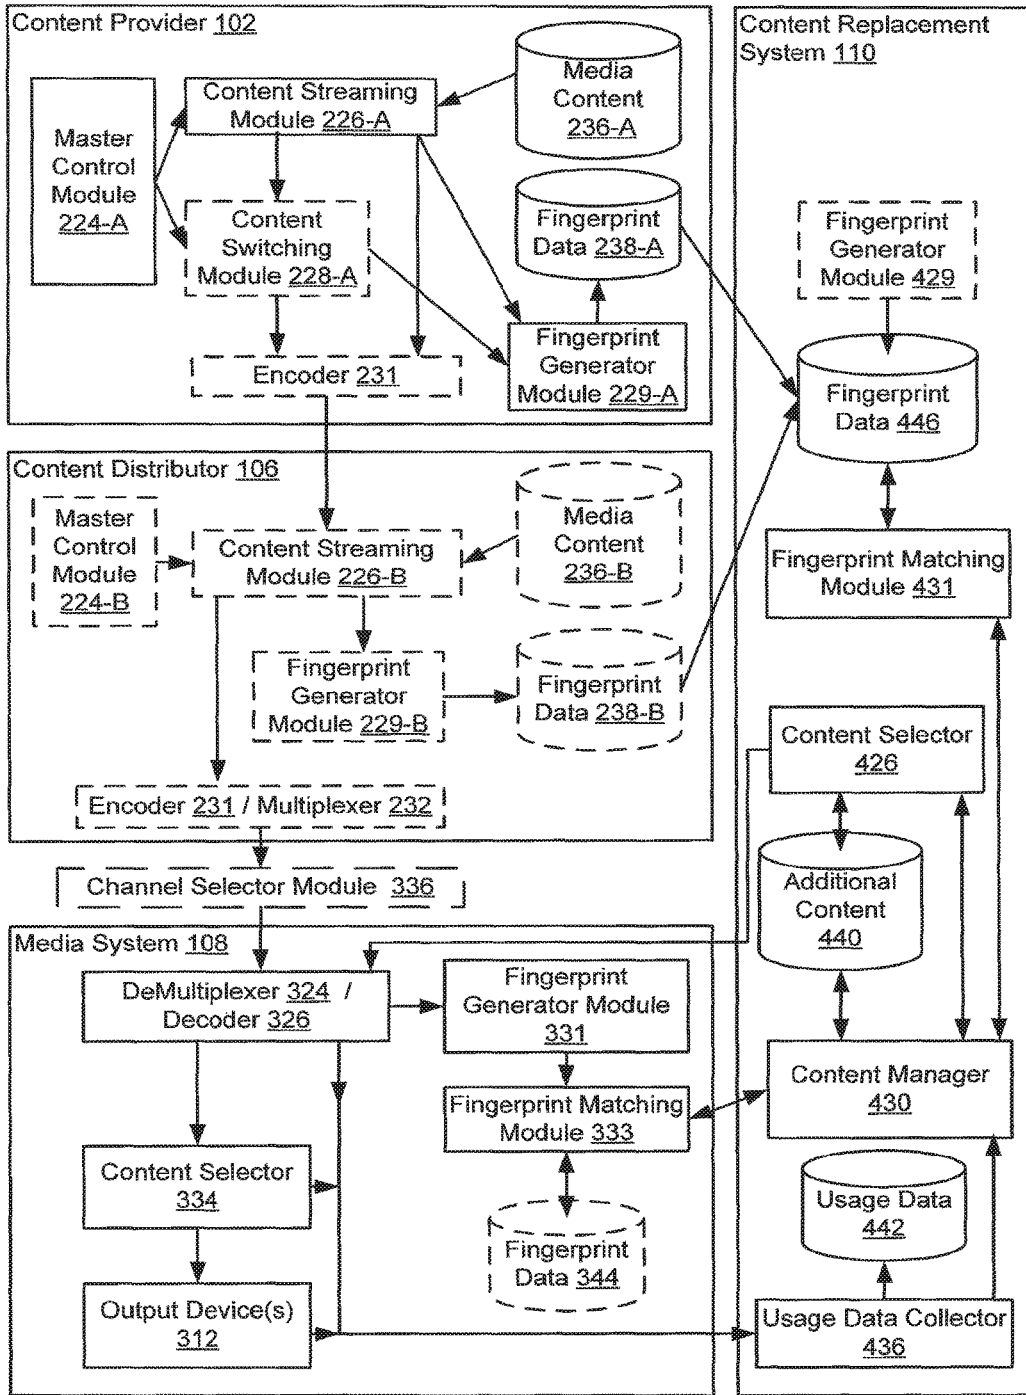 Content Provider 102
Master
Control
Module
224-A
Content Streaming
Module 226-A
Media
Content
236-A
Content
Switching
Module 228-A
Fingerprint
Data 238-A
Encoder 231
Fingerprint
Generator
Module 229-A
Content Distributor 106
Master
Control
Module
224-B
Content Streaming
Module 226-B
Media
Content
236-B
Fingerprint
Generator
Module 229-B
Fingerprint
Data 238-B
Encoder 231 / Multiplexer 232
Channel Selector Module 336
Media System 108
DeMultiplexer 324 /
Decoder 326
Fingerprint
Generator Module
331
Fingerprint Matching
Module 333
Content Selector
334
Fingerprint
Data 344
Output Device(s)
312
Content Replacement
System 110
Fingerprint
Generator
Module 429
Fingerprint
Data 446
Fingerprint Matching
Module 431
Content Selector
426
Additional
Content
440
Content Manager
430
Usage Data
442
Usage Data Collector
436